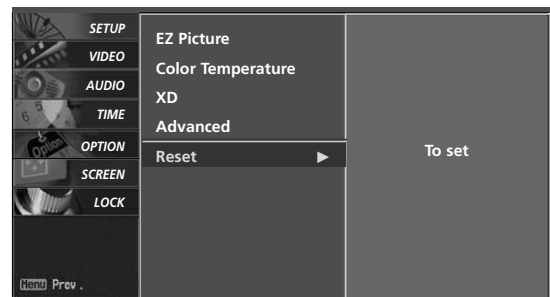 SETUP
VIDEO
AUDIO
TIME
OPTION
SCREEN
LOCK
Menu Prev.
EZ Picture
Color Temperature
XD
Advanced
Reset ▶
To set